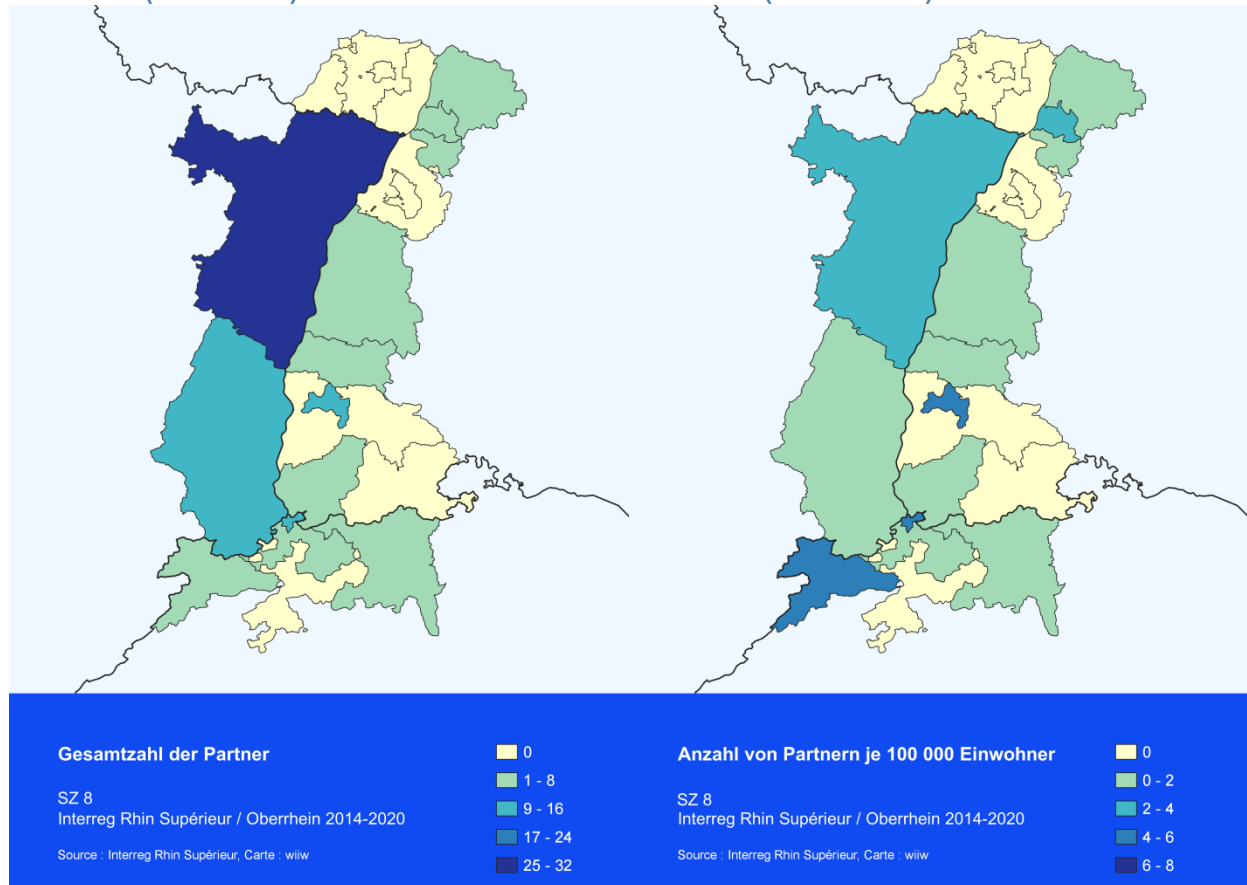 Gesamtzahl der Partner
SZ 8
Interreg Rhin Supérieur / Oberrhein 2014-2020
Source : Interreg Rhin Supérieur, Carte : wiiw
0
1 - 8
9 - 16
17 - 24
25 - 32
Anzahl von Partnern je 100 000 Einwohner
SZ 8
Interreg Rhin Supérieur / Oberrhein 2014-2020
Source : Interreg Rhin Supérieur, Carte : wiiw
0
0 - 2
2 - 4
4 - 6
6 - 8